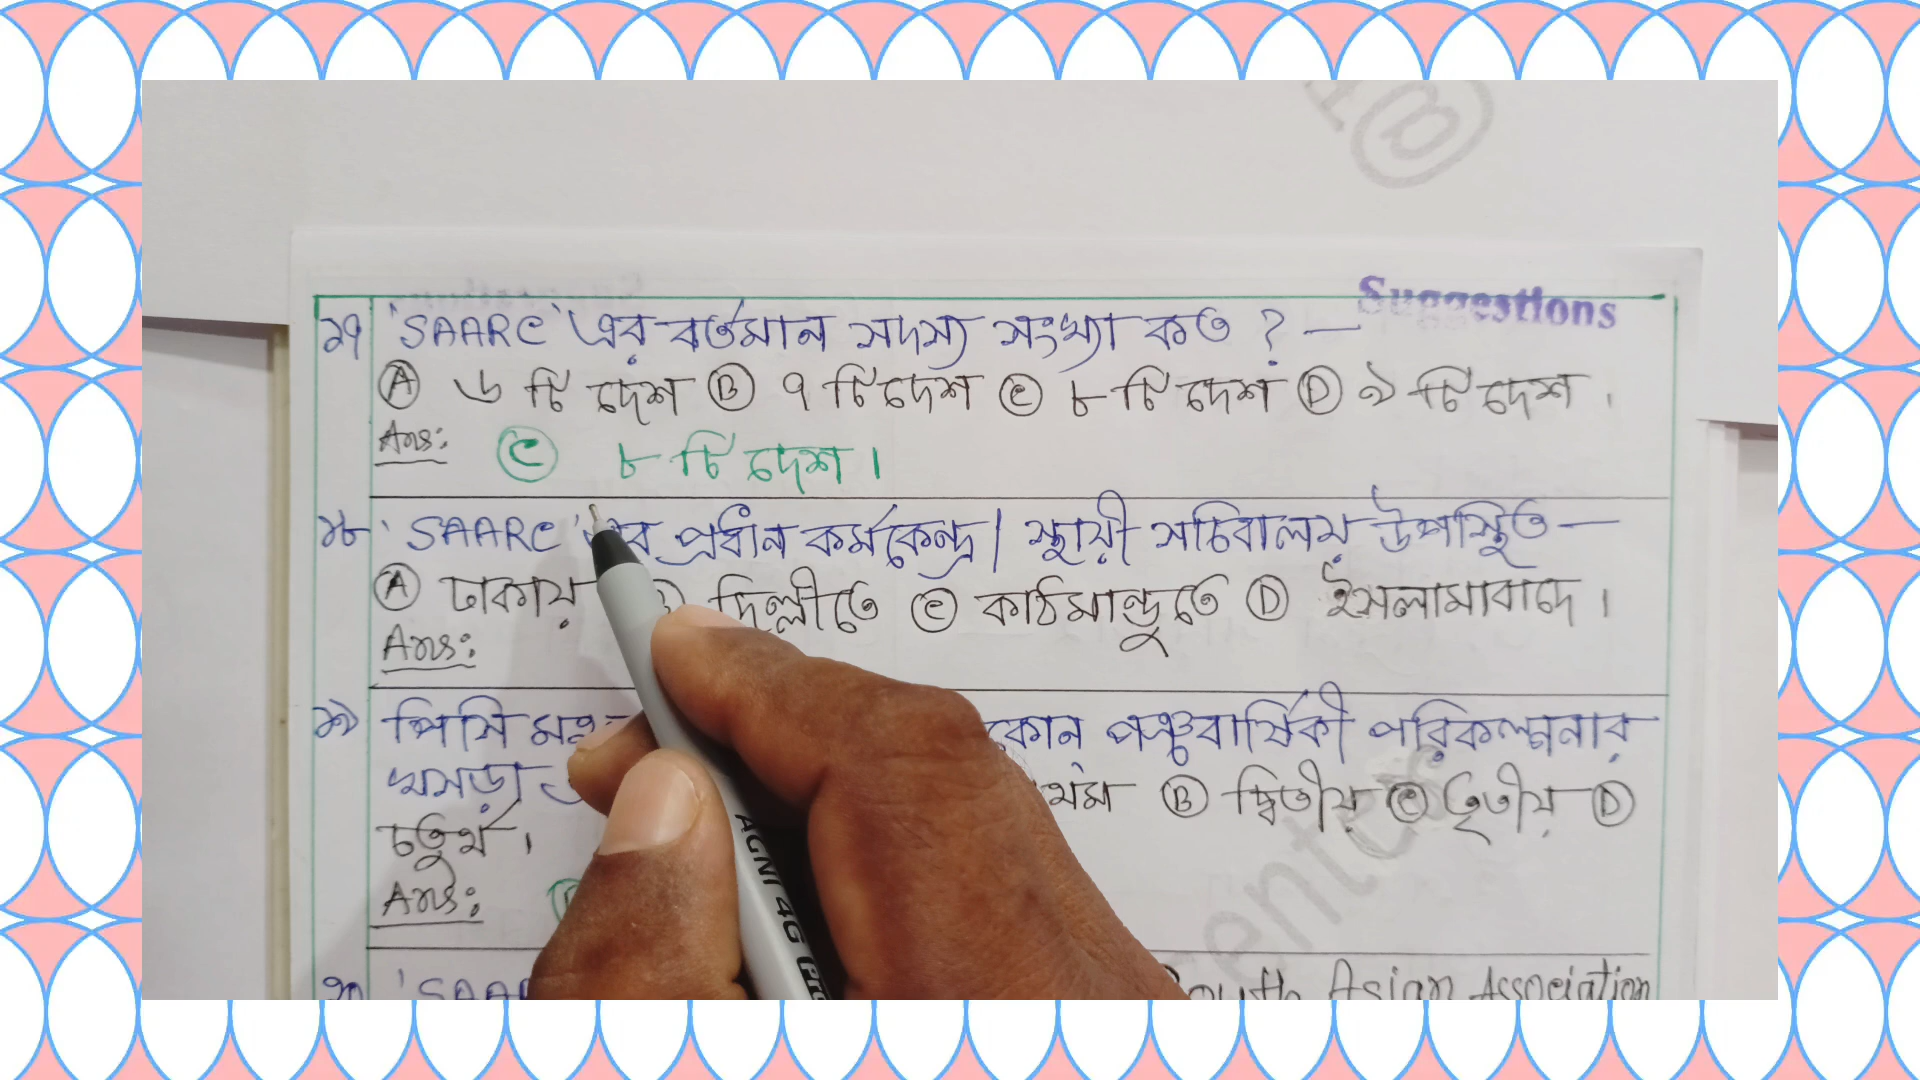 Suggestions
১৭ 'SAARC' এর বর্তমান সদস্য সংখ্যা কত ? —
Ⓐ ৬ টি দেশ Ⓑ ৭ টি দেশ Ⓒ ৮ টি দেশ Ⓓ ৯ টি দেশ ।
Ans: Ⓒ ৮ টি দেশ ।
১৮ 'SAARC' এর প্রধান কর্মকেন্দ্র / স্থায়ী সচিবালয় উপস্থিত —
Ⓐ ঢাকায় দিল্লীতে Ⓒ কাঠমান্ডুতে Ⓓ ইসলামাবাদে ।
Ans:
১৯ পি সি কোন্ পঞ্চবার্ষিকী পরিকল্পনার
খসড়া Ⓑ দ্বিতীয় Ⓒ তৃতীয় Ⓓ
চতুর্থ ।
Ans:
২০ South Asian Association
AGNI 4G